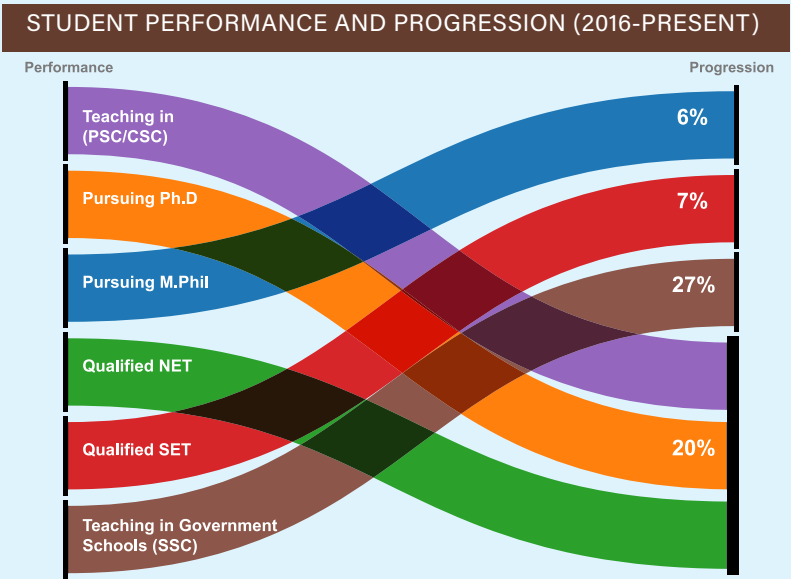 STUDENT PERFORMANCE AND PROGRESSION (2016-PRESENT)
Performance
Progression
Teaching in
(PSC/CSC)
Pursuing Ph.D
Pursuing M.Phil
Qualified NET
Qualified SET
Teaching in Government
Schools (SSC)
6%
7%
27%
20%